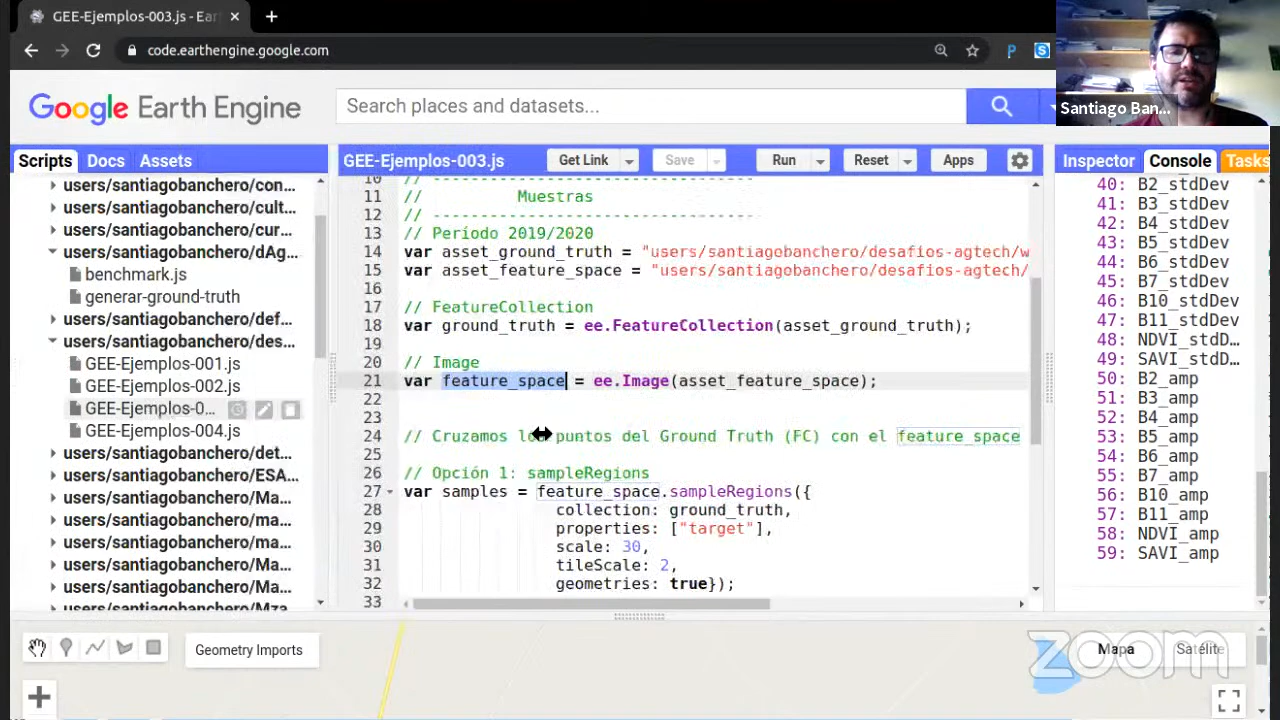 GEE-Ejemplos-003.js - Ear
code.earthengine.google.com
Santiago Ban...
Google Earth Engine
Search places and datasets...
Scripts Docs Assets
users/santiagobanchero/con...
users/santiagobanchero/cult...
users/santiagobanchero/cur...
users/santiagobanchero/dAg...
benchmark.js
generar-ground-truth
users/santiagobanchero/def...
users/santiagobanchero/des...
GEE-Ejemplos-001.js
GEE-Ejemplos-002.js
GEE-Ejemplos-0...
GEE-Ejemplos-004.js
users/santiagobanchero/det...
users/santiagobanchero/ESA...
users/santiagobanchero/Ma...
users/santiagobanchero/ma...
users/santiagobanchero/ma...
users/santiagobanchero/Ma...
users/santiagobanchero/Ma...
users/santiagobanchero/Mza...
GEE-Ejemplos-003.js Get Link Save Run Reset Apps
10 // ----------------------------------
11 // Muestras
12 // ----------------------------------
13 // Período 2019/2020
14 var asset_ground_truth = "users/santiagobanchero/desafios-agtech/w
15 var asset_feature_space = "users/santiagobanchero/desafios-agtech/
16
17 // FeatureCollection
18 var ground_truth = ee.FeatureCollection(asset_ground_truth);
19
20 // Image
21 var feature_space = ee.Image(asset_feature_space);
22
23
24 // Cruzamos los puntos del Ground Truth (FC) con el feature_space
25
26 // Opción 1: sampleRegions
27 var samples = feature_space.sampleRegions({
28 collection: ground_truth,
29 properties: ["target"],
30 scale: 30,
31 tileScale: 2,
32 geometries: true});
33
Inspector Console Tasks
40: B2_stdDev
41: B3_stdDev
42: B4_stdDev
43: B5_stdDev
44: B6_stdDev
45: B7_stdDev
46: B10_stdDev
47: B11_stdDev
48: NDVI_stdD...
49: SAVI_stdD...
50: B2_amp
51: B3_amp
52: B4_amp
53: B5_amp
54: B6_amp
55: B7_amp
56: B10_amp
57: B11_amp
58: NDVI_amp
59: SAVI_amp
Geometry Imports
Mapa Satélite
zoom